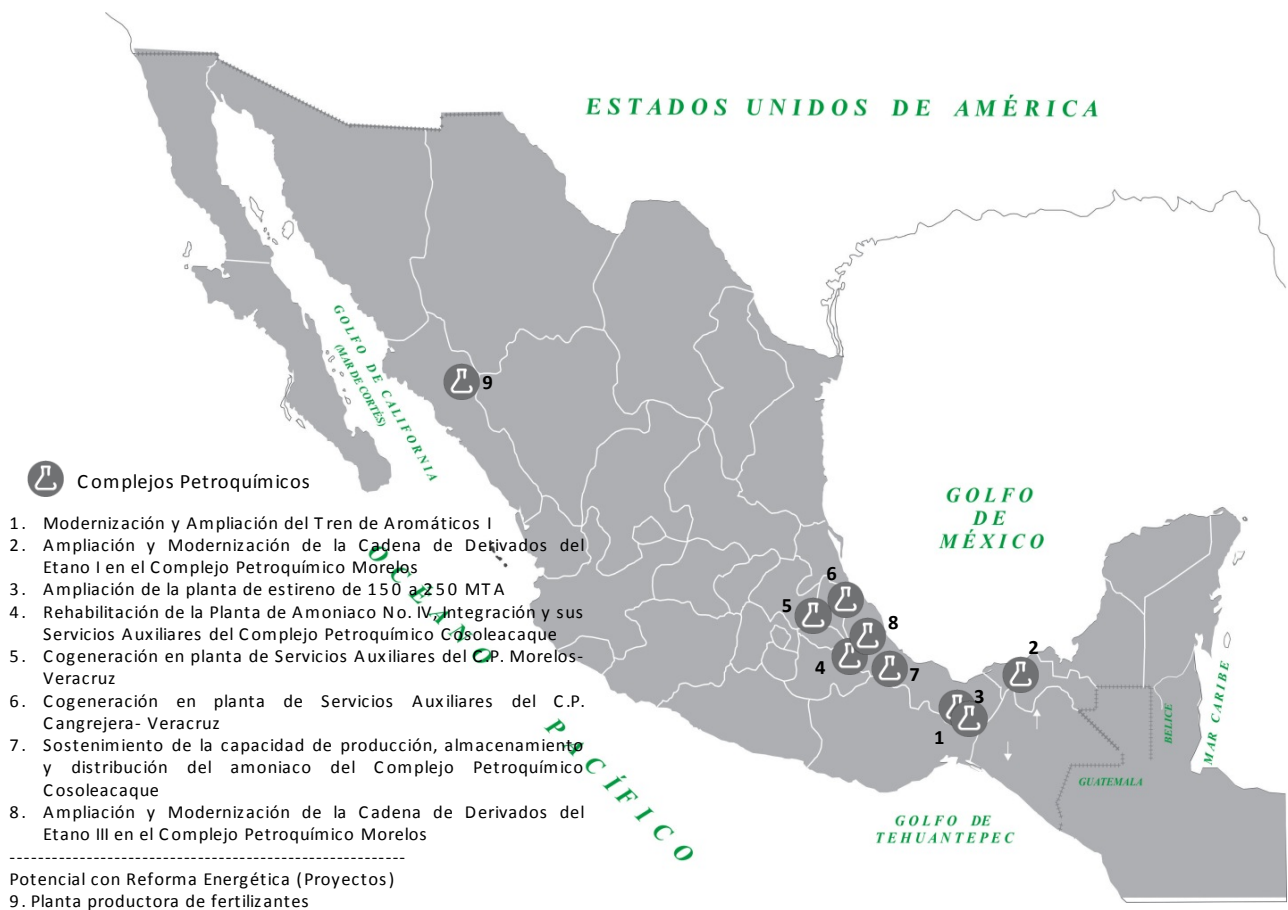 ESTADOS UNIDOS DE AMÉRICA
GOLFO DE CALIFORNIA
(MAR DE CORTÉS)
9
Complejos Petroquímicos
1. Modernización y Ampliación del Tren de Aromáticos I
2. Ampliación y Modernización de la Cadena de Detivados del
Etano I en el Complejo Petroquímico Morelos
3. Ampliación de la planta de estireno de 150 a 250 MTA
4. Rehabilitación de la Planta de Amoniaco No. IV, Integración y sus
Servicios Auxiliares del Complejo Petroquímico Cosoleacaque
5. Cogeneración en planta de Servicios Auxiliares del C.P. Morelos-
Veracruz
6. Cogeneración en planta de Servicios Auxiliares del C.P.
Cangrejera- Veracruz
7. Sostenimiento de la capacidad de producción, almacenamiento
y distribución del amoniaco del Complejo Petroquímico
Cosoleacaque
8. Ampliación y Modernización de la Cadena de Derivados del
Etano III en el Complejo Petroquímico Morelos
--------------------------------------------------------
Potencial con Reforma Energética (Proyectos)
9. Planta productora de fertilizantes
OCEANO PACÍFICO
GOLFO
DE
MÉXICO
6
5
8
4
7
2
3
1
MAR CARIBE
BELICE
GUATEMALA
GOLFO DE
TEHUANTEPEC